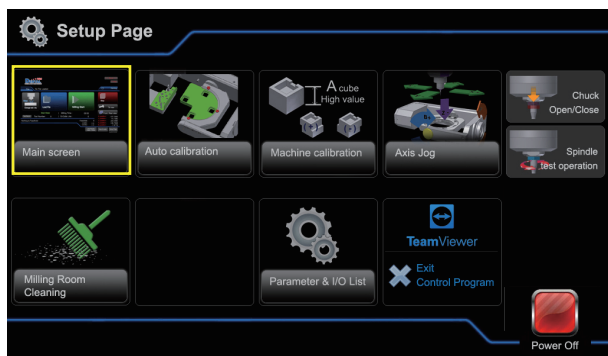 Setup Page
Main screen
Auto calibration
A cube
High value
Machine calibration
Axis Jog
Chuck
Open/Close
Spindle
test operation
Milling Room
Cleaning
Parameter & I/O List
TeamViewer
Exit
Control Program
Power Off